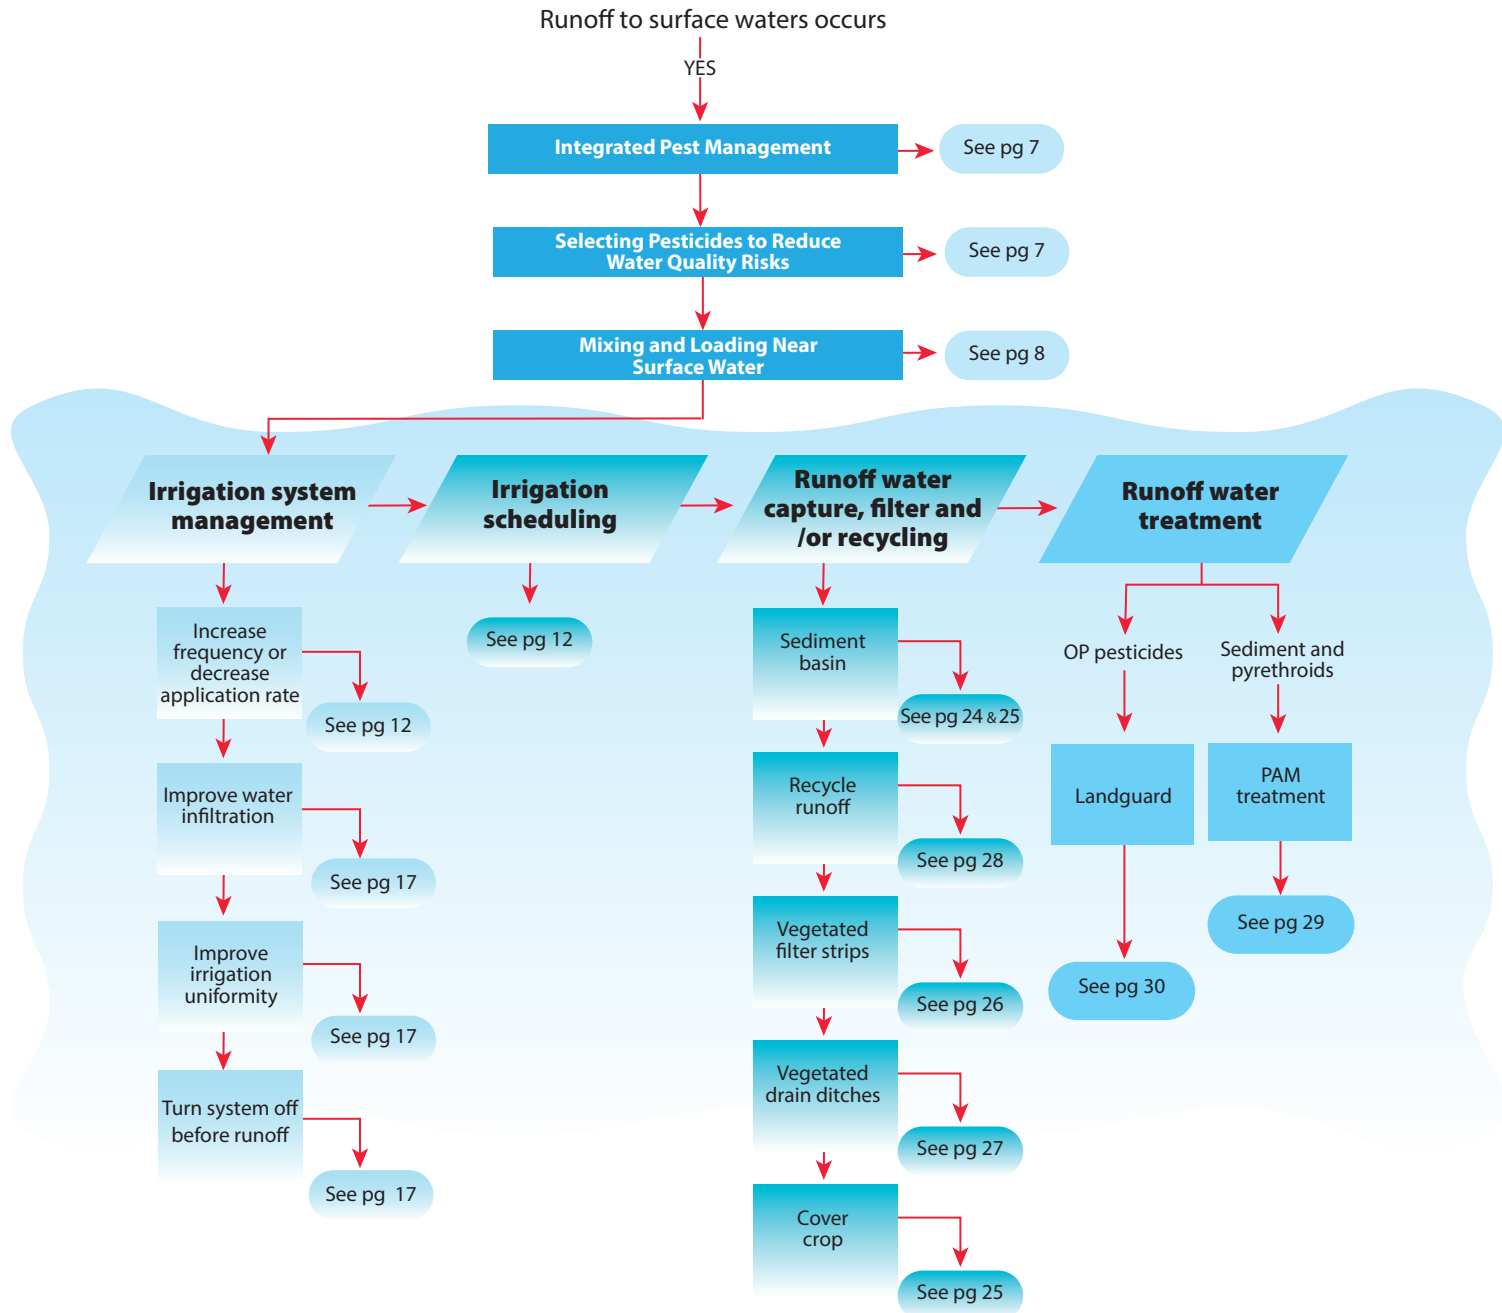 Runoff to surface waters occurs
YES
Integrated Pest Management
See pg 7
Selecting Pesticides to Reduce
Water Quality Risks
See pg 7
Mixing and Loading Near
Surface Water
See pg 8
Irrigation system
management
Irrigation
scheduling
Runoff water
capture, filter and
/or recycling
Runoff water
treatment
Increase
frequency or
decrease
application rate
See pg 12
Improve water
infiltration
See pg 17
Improve
irrigation
uniformity
See pg 17
Turn system off
before runoff
See pg 17
See pg 12
Sediment
basin
See pg 24 & 25
Recycle
runoff
See pg 28
Vegetated
filter strips
See pg 26
Vegetated
drain ditches
See pg 27
Cover
crop
See pg 25
OP pesticides
Landguard
See pg 30
Sediment and
pyrethroids
PAM
treatment
See pg 29